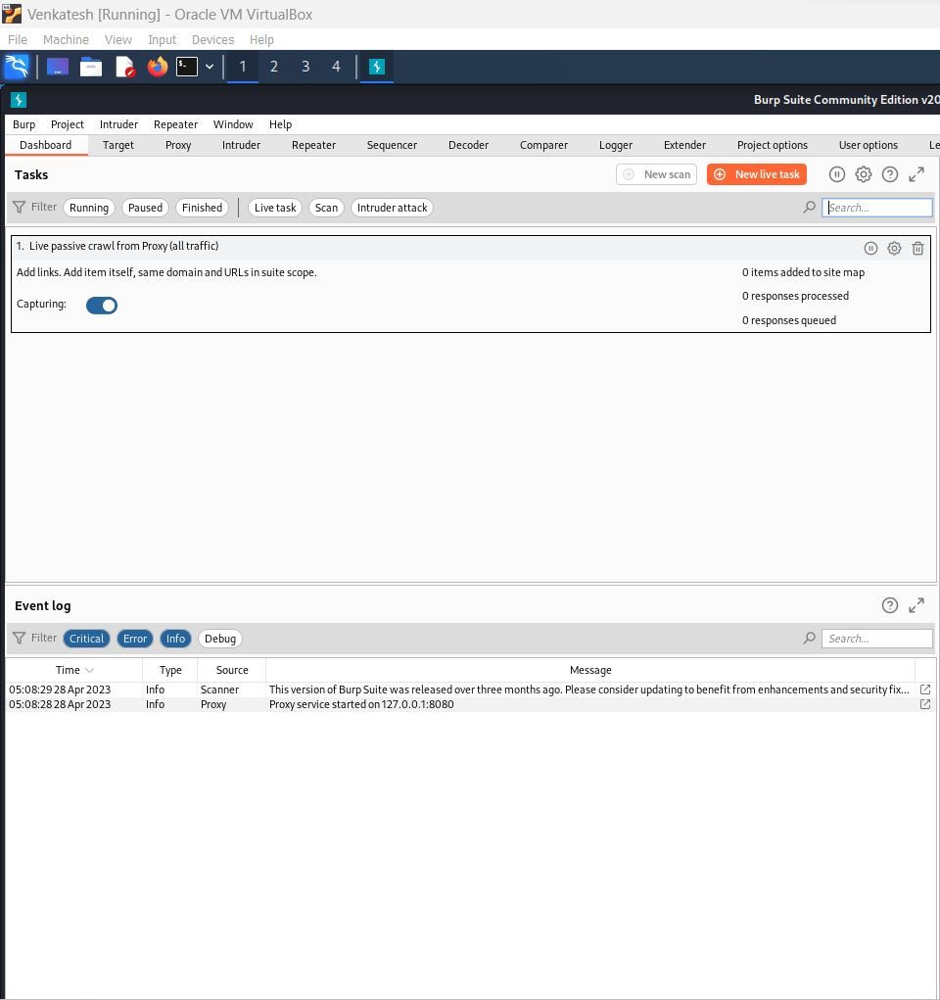 Venkatesh [Running] - Oracle VM VirtualBox
File Machine View Input Devices Help
1 2 3 4
Burp Suite Community Edition v20
Burp Project Intruder Repeater Window Help
Dashboard Target Proxy Intruder Repeater Sequencer Decoder Comparer Logger Extender Project options User options Le
Tasks New scan New live task
Filter Running Paused Finished Live task Scan Intruder attack Search...
1. Live passive crawl from Proxy (all traffic)
Add links. Add item itself, same domain and URLs in suite scope. 0 items added to site map
Capturing: 0 responses processed
0 responses queued
Event log
Filter Critical Error Info Debug Search...
Time Type Source Message
05:08:29 28 Apr 2023 Info Scanner This version of Burp Suite was released over three months ago. Please consider updating to benefit from enhancements and security fix...
05:08:28 28 Apr 2023 Info Proxy Proxy service started on 127.0.0.1:8080